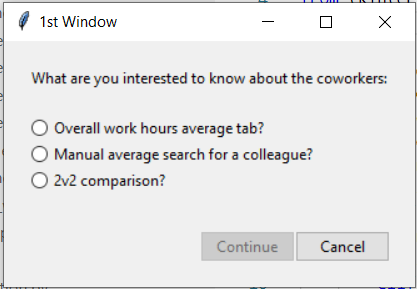 1st Window
What are you interested to know about the coworkers:
Overall work hours average tab?
Manual average search for a colleague?
2v2 comparison?
Continue
Cancel